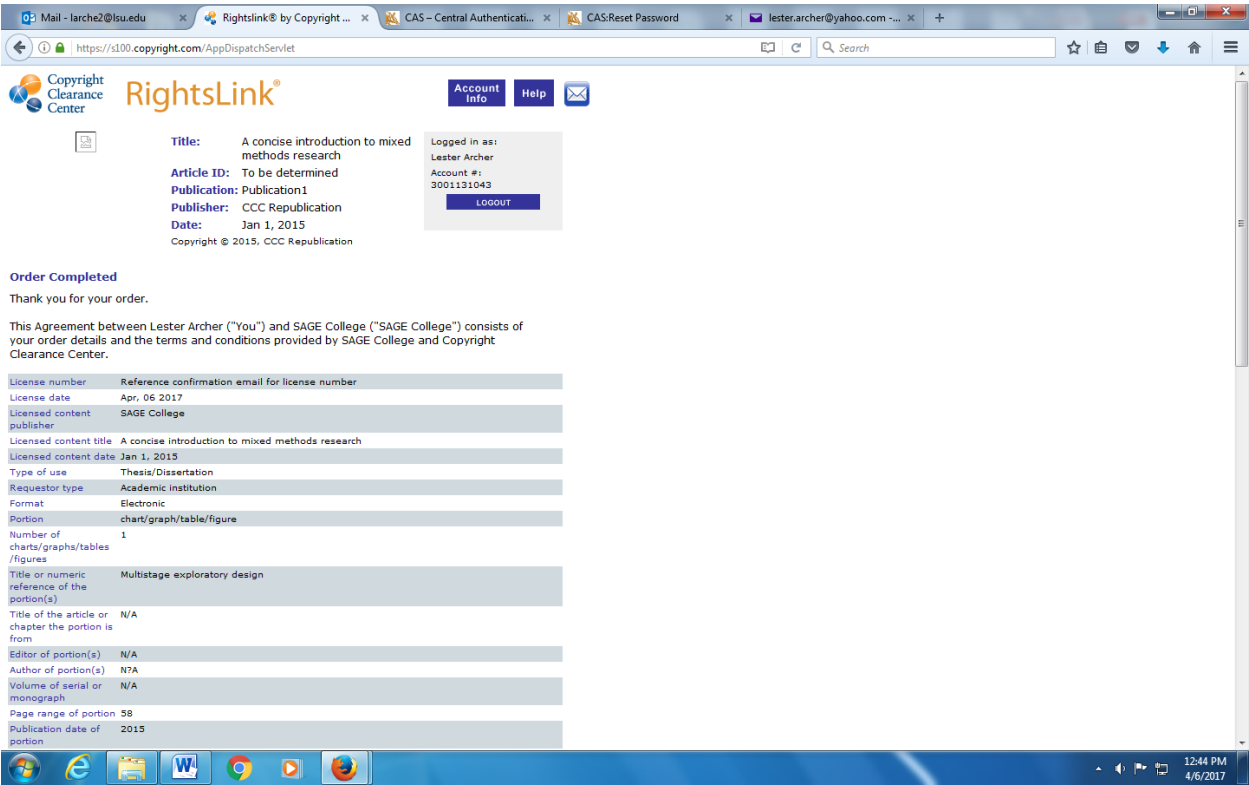 Mail - larche2@lsu.edu
Rightslink® by Copyright ...
CAS – Central Authenticati...
CAS:Reset Password
lester.archer@yahoo.com -...
https://s100.copyright.com/AppDispatchServlet
Search
Copyright
Clearance
Center
RightsLink®
Account
Info
Help
Title: A concise introduction to mixed
methods research
Article ID: To be determined
Publication: Publication1
Publisher: CCC Republication
Date: Jan 1, 2015
Copyright © 2015, CCC Republication
Logged in as:
Lester Archer
Account #:
3001131043
LOGOUT
Order Completed
Thank you for your order.
This Agreement between Lester Archer ("You") and SAGE College ("SAGE College") consists of
your order details and the terms and conditions provided by SAGE College and Copyright
Clearance Center.
License number Reference confirmation email for license number
License date Apr, 06 2017
Licensed content SAGE College
publisher
Licensed content title A concise introduction to mixed methods research
Licensed content date Jan 1, 2015
Type of use Thesis/Dissertation
Requestor type Academic institution
Format Electronic
Portion chart/graph/table/figure
Number of 1
charts/graphs/tables
/figures
Title or numeric Multistage exploratory design
reference of the
portion(s)
Title of the article or N/A
chapter the portion is
from
Editor of portion(s) N/A
Author of portion(s) N?A
Volume of serial or N/A
monograph
Page range of portion 58
Publication date of 2015
portion
12:44 PM
4/6/2017